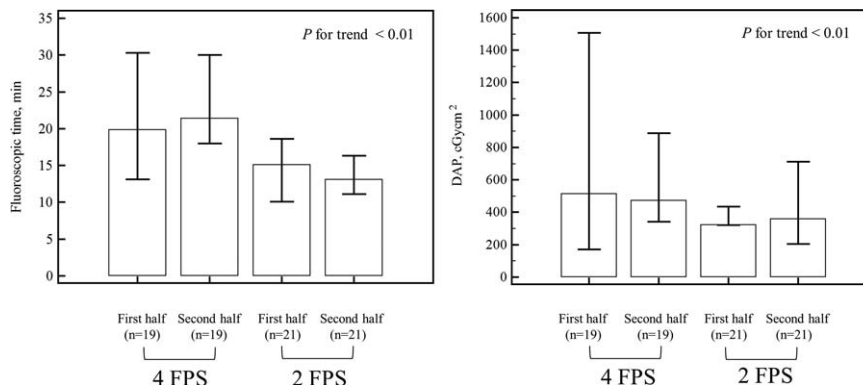 35
30
25
20
15
10
5
0
Fluoroscopic time, min
P for trend < 0.01
First half
(n=19)
Second half
(n=19)
First half
(n=21)
Second half
(n=21)
4 FPS
2 FPS
1600
1400
1200
1000
800
600
400
200
0
DAP, cGycm²
P for trend < 0.01
First half
(n=19)
Second half
(n=19)
First half
(n=21)
Second half
(n=21)
4 FPS
2 FPS